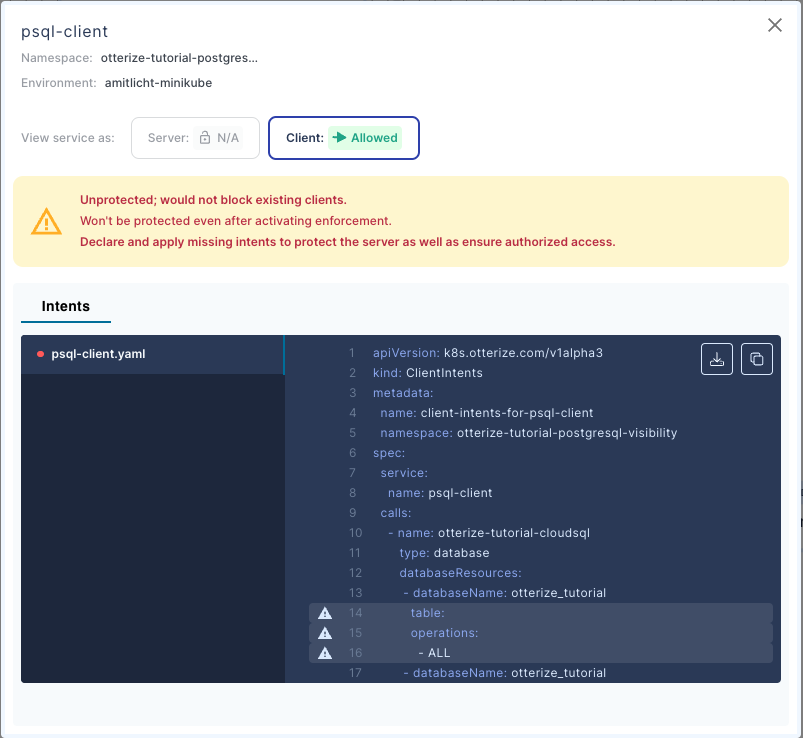 psql-client
Namespace: otterize-tutorial-postgres...
Environment: amitlicht-minikube
View service as: Server: N/A Client: Allowed
Unprotected; would not block existing clients.
Won't be protected even after activating enforcement.
Declare and apply missing intents to protect the server as well as ensure authorized access.
Intents
psql-client.yaml
1 apiVersion: k8s.otterize.com/v1alpha3
2 kind: ClientIntents
3 metadata:
4 name: client-intents-for-psql-client
5 namespace: otterize-tutorial-postgresql-visibility
6 spec:
7 service:
8 name: psql-client
9 calls:
10 - name: otterize-tutorial-cloudsql
11 type: database
12 databaseResources:
13 - databaseName: otterize_tutorial
14 table:
15 operations:
16 - ALL
17 - databaseName: otterize_tutorial